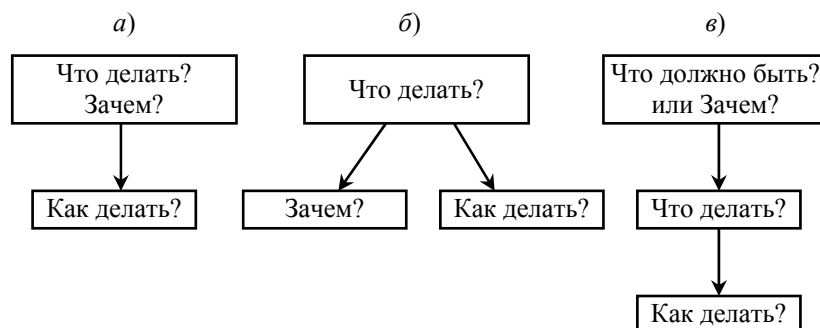 а)
Что делать?
Зачем?
Как делать?
б)
Что делать?
Зачем?
Как делать?
в)
Что должно быть?
или Зачем?
Что делать?
Как делать?